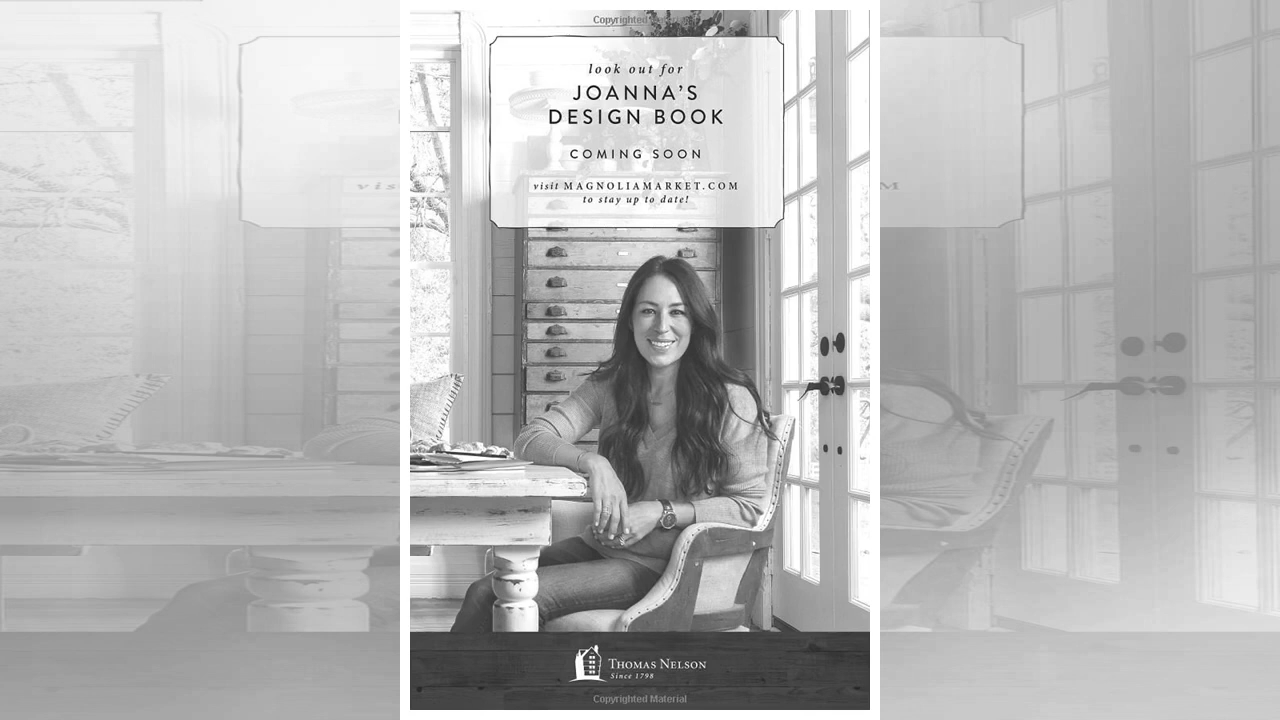 Copyrighted Material
look out for
JOANNA'S
DESIGN BOOK
COMING SOON
visit MAGNOLIAMARKET.COM
to stay up to date!
THOMAS NELSON
Since 1798
Copyrighted Material